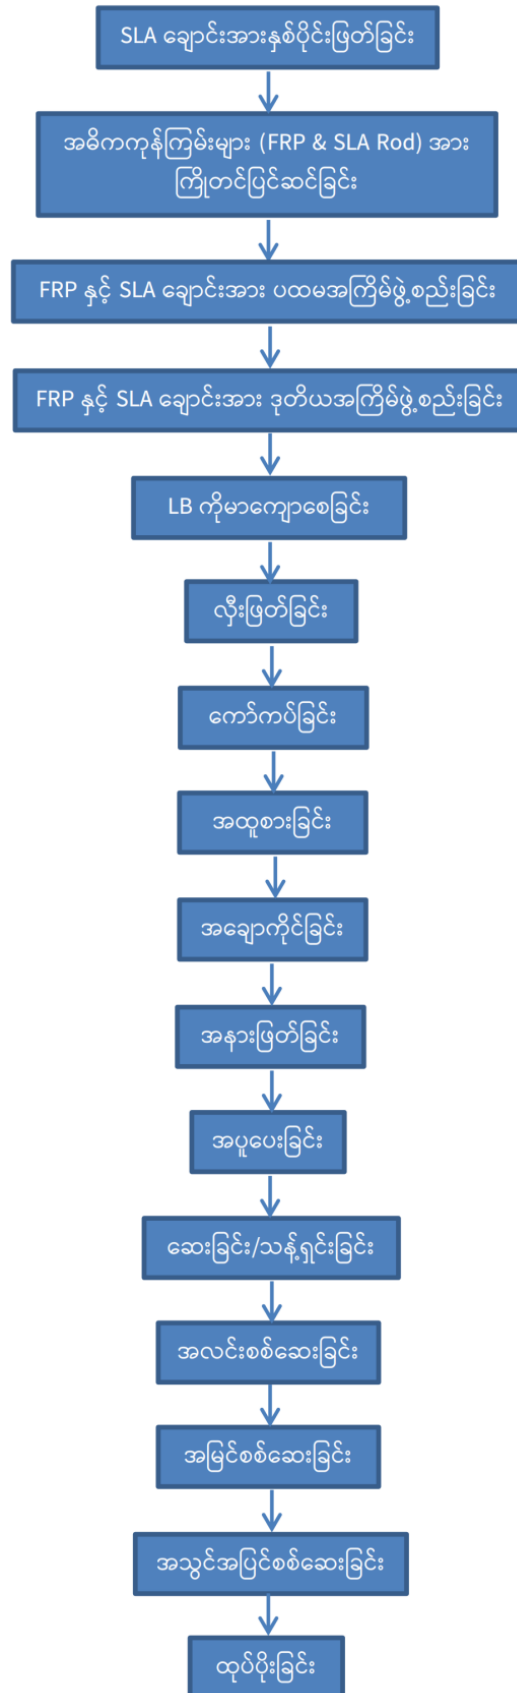 SLA ချောင်းအားနှစ်ပိုင်းဖြတ်ခြင်း
အဓိကကုန်ကြမ်းများ (FRP & SLA Rod) အား
ကြိုတင်ပြင်ဆင်ခြင်း
FRP နှင့် SLA ချောင်းအား ပထမအကြိမ်ဖွဲ့စည်းခြင်း
FRP နှင့် SLA ချောင်းအား ဒုတိယအကြိမ်ဖွဲ့စည်းခြင်း
LB ကိုမာကျောစေခြင်း
လှီးဖြတ်ခြင်း
ကော်ကပ်ခြင်း
အထူစားခြင်း
အချောကိုင်ခြင်း
အနားဖြတ်ခြင်း
အပူပေးခြင်း
ဆေးခြင်း/သန့်ရှင်းခြင်း
အလင်းစစ်ဆေးခြင်း
အမြင်စစ်ဆေးခြင်း
အသွင်အပြင်စစ်ဆေးခြင်း
ထုပ်ပိုးခြင်း